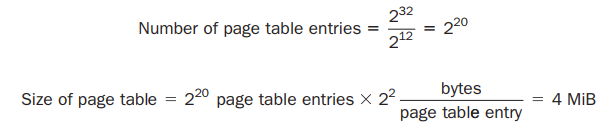 Number of page table entries = 2^32 / 2^12 = 2^20
Size of page table = 2^20 page table entries × 2^2 bytes / page table entry = 4 MiB